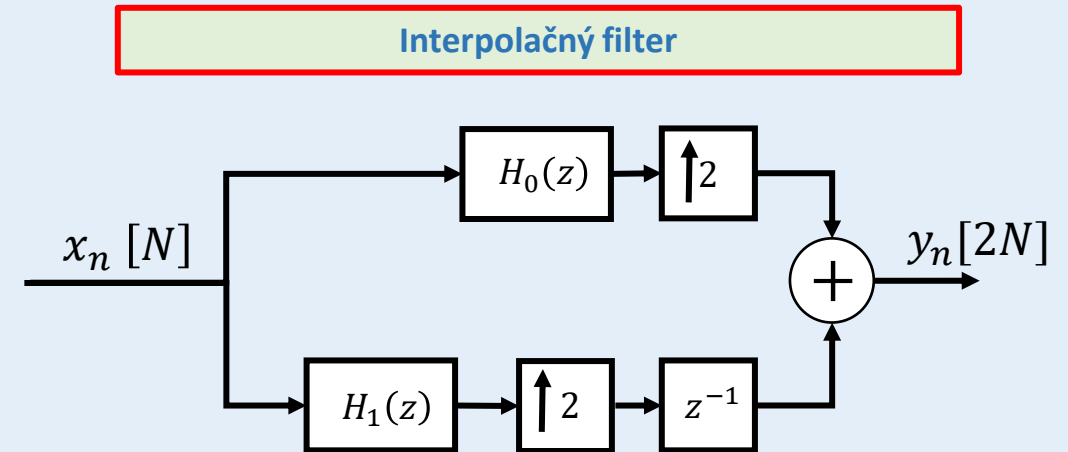 Interpolačný filter
H₀(z)
↑2
xₙ [N]
+
yₙ[2N]
H₁(z)
↑2
z⁻¹